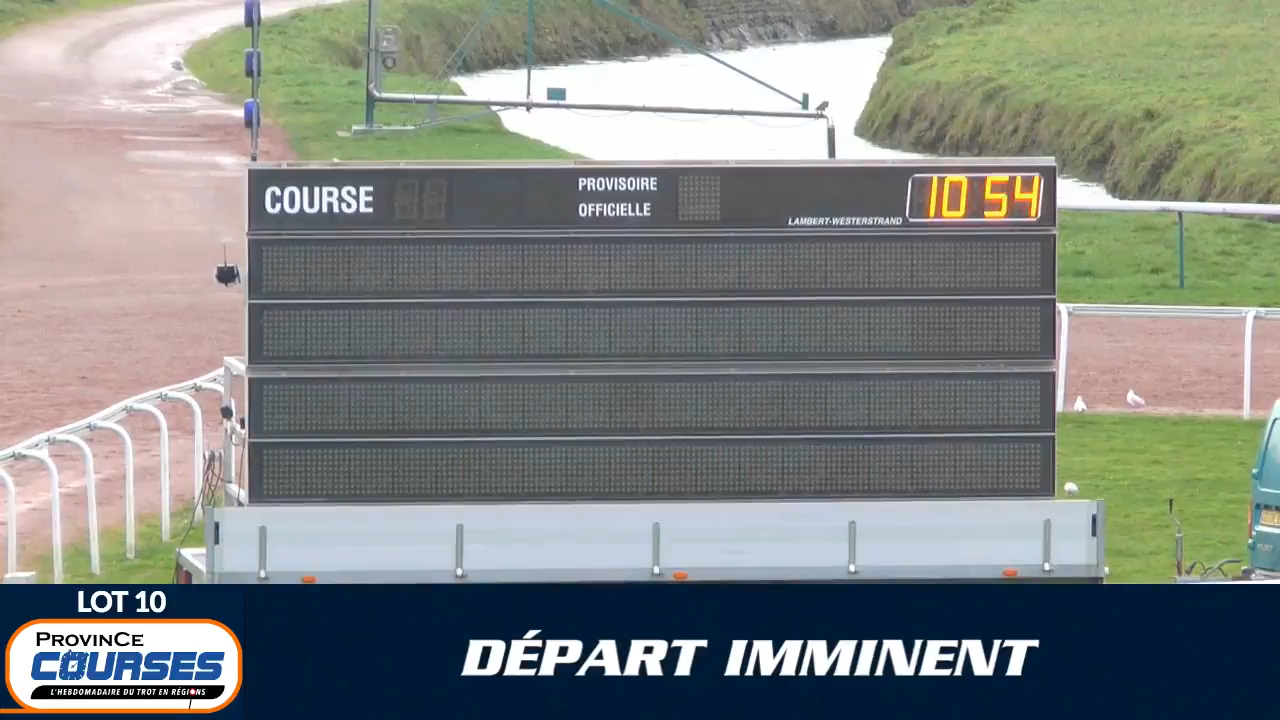 COURSE
PROVISOIRE
OFFICIELLE
LAMBERT-WESTERSTRAND
10 54
LOT 10
PROVINCE
COURSES
L'HEBDOMADAIRE DU TROT EN RÉGIONS
DÉPART IMMINENT